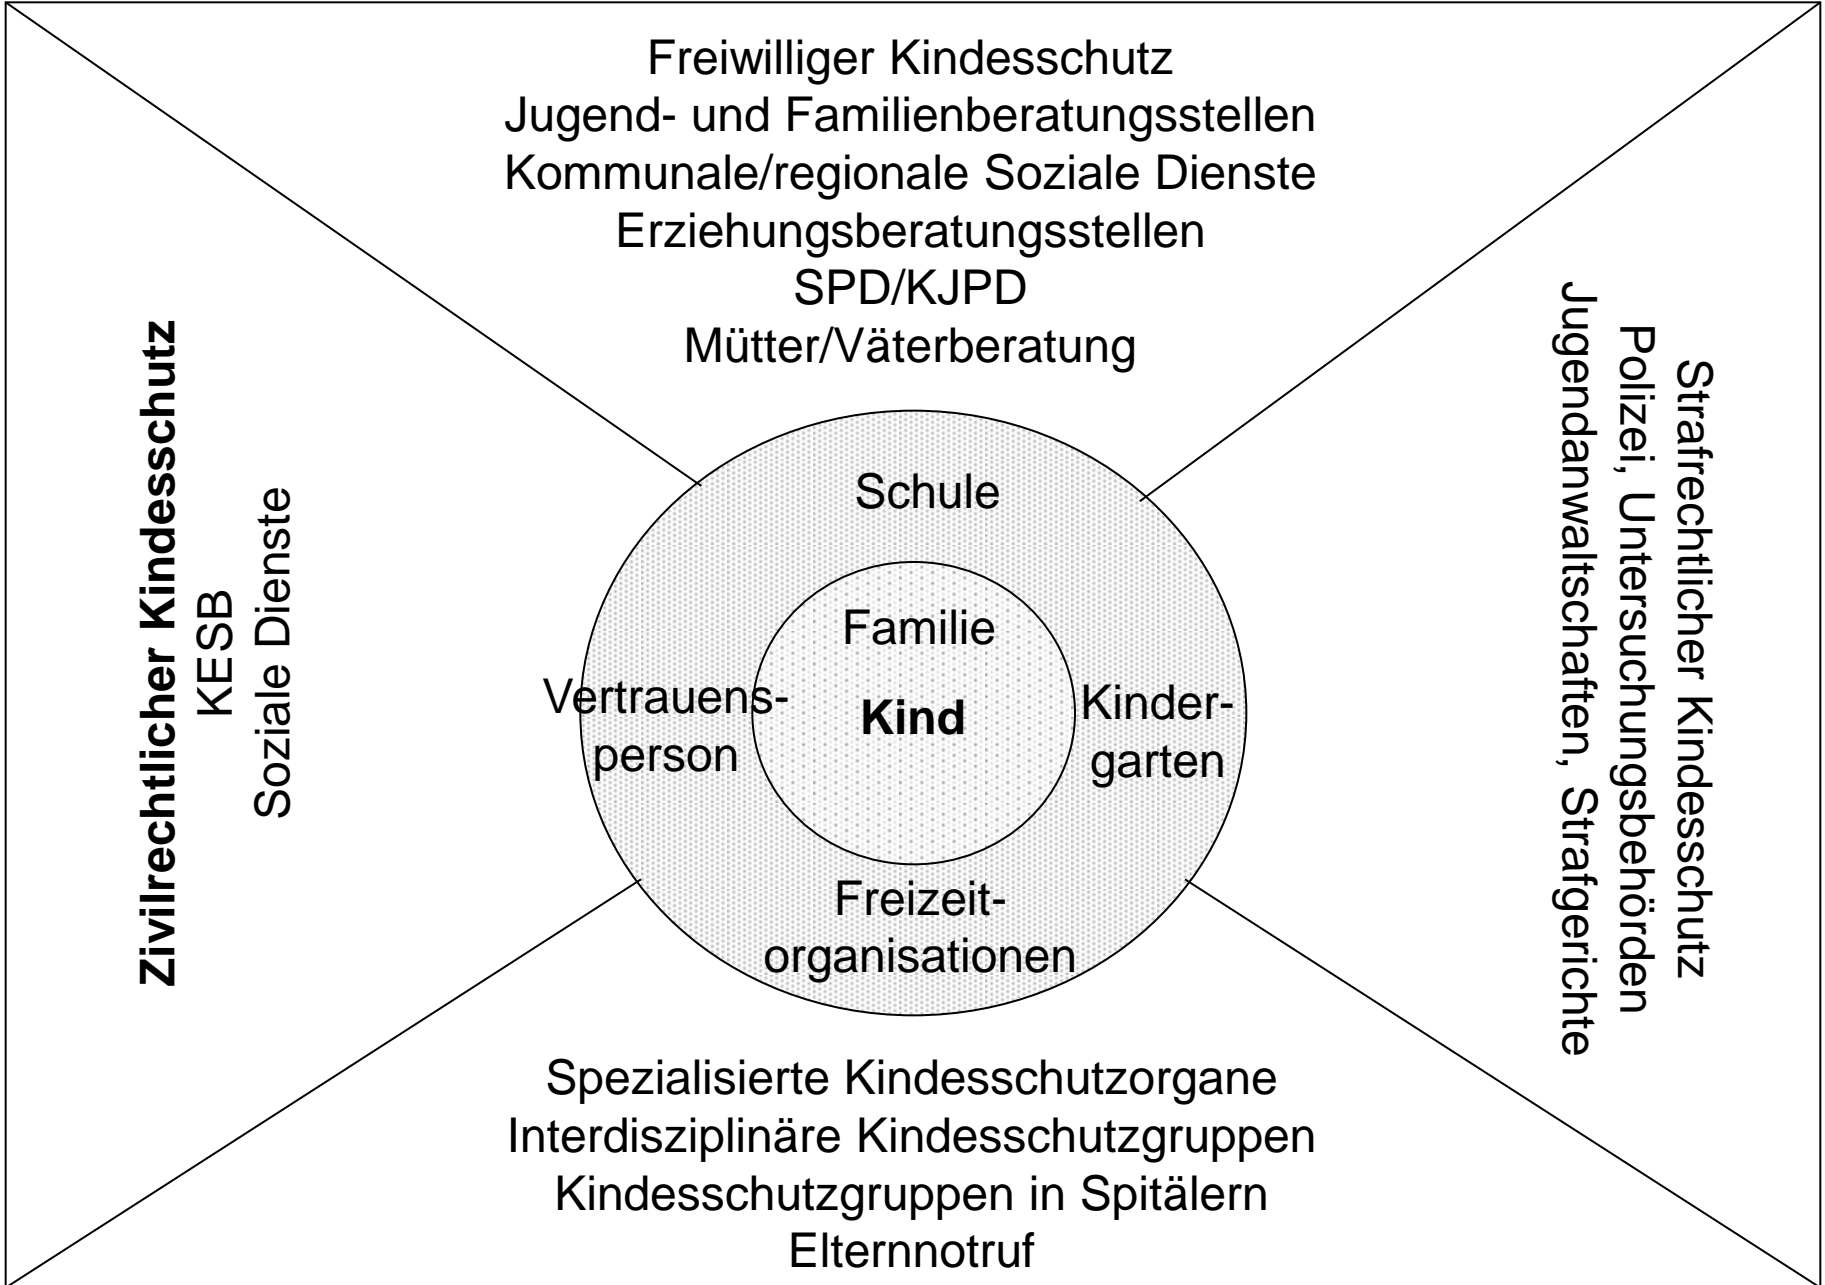 Freiwilliger Kindesschutz
Jugend- und Familienberatungsstellen
Kommunale/regionale Soziale Dienste
Erziehungsberatungsstellen
SPD/KJPD
Mütter/Väterberatung
Zivilrechtlicher Kindesschutz
KESB
Soziale Dienste
Schule
Familie
Kind
Vertrauens-
person
Kinder-
garten
Freizeit-
organisationen
Strafrechtlicher Kindesschutz
Polizei, Untersuchungsbehörden
Jugendanwaltschaften, Strafgerichte
Spezialisierte Kindesschutzorgane
Interdisziplinäre Kindesschutzgruppen
Kindesschutzgruppen in Spitälern
Elternnotruf